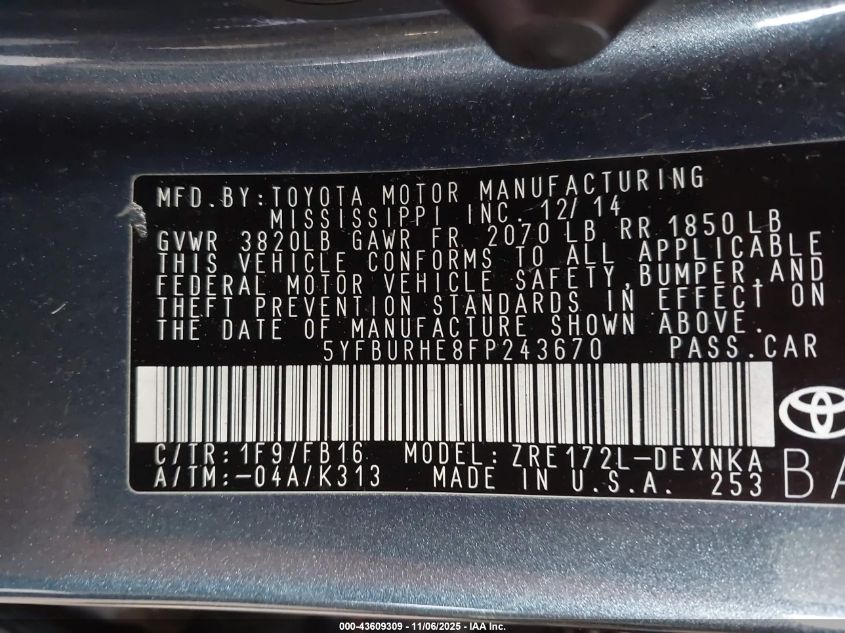 MFD. BY: TOYOTA MOTOR MANUFACTURING
MISSISSIPPI INC. 12/14
GVWR 3820LB GAWR FR. 2070 LB RR 1850 LB
THIS VEHICLE CONFORMS TO ALL APPLICABLE
FEDERAL MOTOR VEHICLE SAFETY, BUMPER, AND
THEFT PREVENTION STANDARDS IN EFFECT ON
THE DATE OF MANUFACTURE SHOWN ABOVE.
5YFBURHE8FP243670 PASS. CAR
C/TR: 1F9/FB16 MODEL: ZRE172L-DEXNKA
A/TM: -04A/K313 MADE IN U.S.A. 253 BA
000-43609309 - 11/06/2025 - IAA Inc.